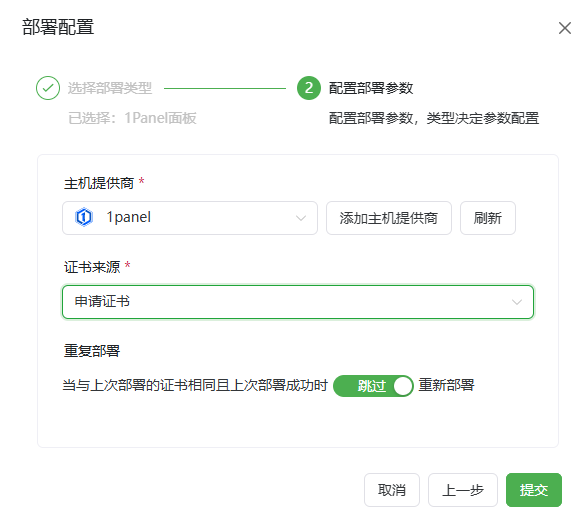 部署配置
选择部署类型
2 配置部署参数
已选择：1Panel面板
配置部署参数，类型决定参数配置
主机提供商 *
1panel 添加主机提供商 刷新
证书来源 *
申请证书
重复部署
当与上次部署的证书相同且上次部署成功时 跳过 重新部署
取消 上一步 提交